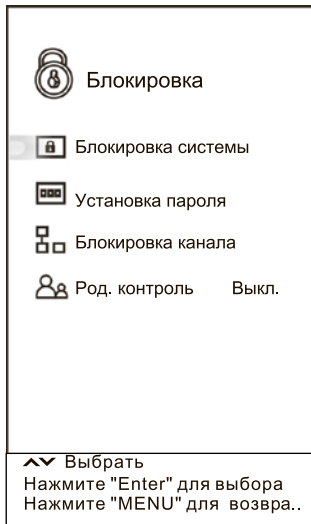 Блокировка
Блокировка системы
Установка пароля
Блокировка канала
Род. контроль Выкл.
Выбрать
Нажмите "Enter" для выбора
Нажмите "MENU" для возвра..